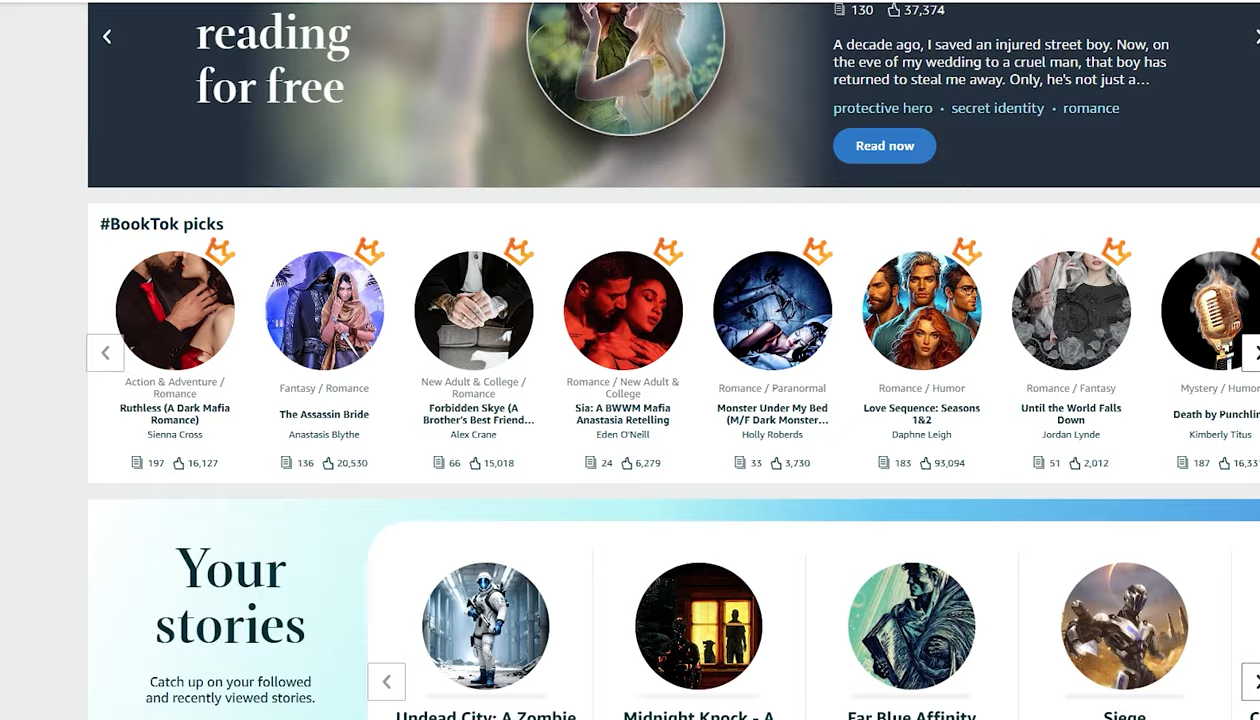 reading
for free
130 37,374
A decade ago, I saved an injured street boy. Now, on
the eve of my wedding to a cruel man, that boy has
returned to steal me away. Only, he's not just a...
protective hero • secret identity • romance
Read now
#BookTok picks
Action & Adventure /
Romance
Ruthless (A Dark Mafia
Romance)
Sienna Cross
197 16,127
Fantasy / Romance
The Assassin Bride
Anastasis Blythe
136 20,530
New Adult & College /
Romance
Forbidden Skye (A
Brother's Best Friend...
Alex Crane
66 15,018
Romance / New Adult &
College
Sia: A BWWM Mafia
Anastasia Retelling
Eden O'Neill
24 6,279
Romance / Paranormal
Monster Under My Bed
(M/F Dark Monster...
Holly Roberds
33 3,730
Romance / Humor
Love Sequence: Seasons
1&2
Daphne Leigh
183 93,094
Romance / Fantasy
Until the World Falls
Down
Jordan Lynde
51 2,012
Mystery / Humor
Death by Punchlin
Kimberly Titus
187 16,33
Your
stories
Catch up on your followed
and recently viewed stories.
Undead City: A Zombie
Midnight Knock - A
Far Blue Affinity
Siege